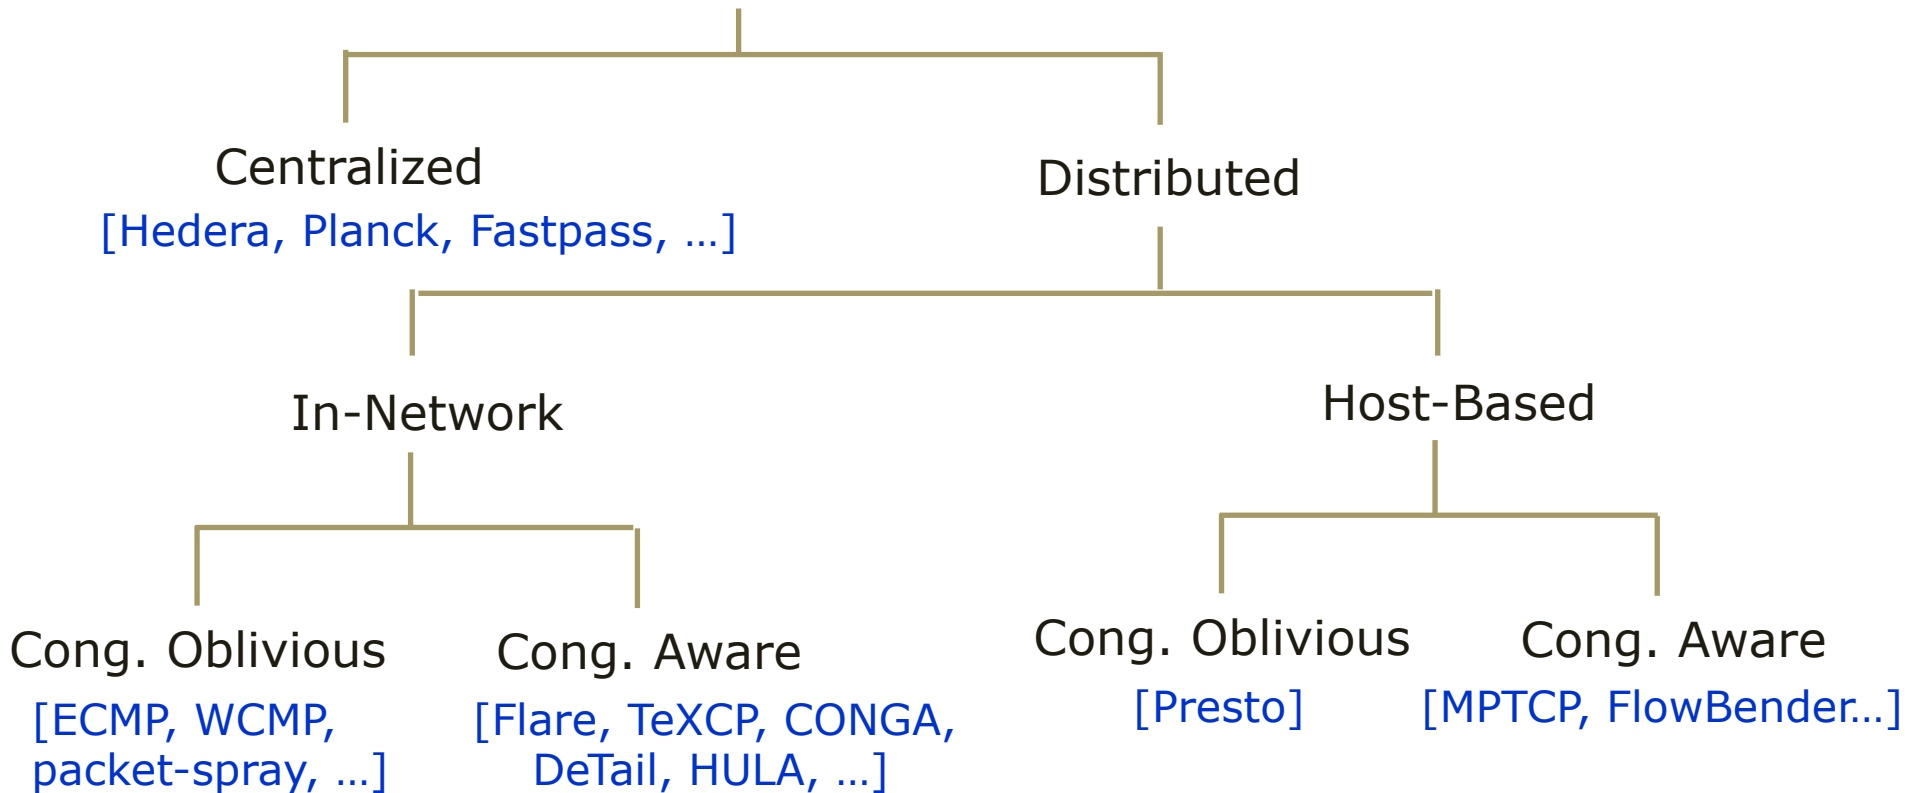 Centralized
[Hedera, Planck, Fastpass, …]
Distributed
In-Network
Host-Based
Cong. Oblivious
[ECMP, WCMP,
packet-spray, …]
Cong. Aware
[Flare, TeXCP, CONGA,
DeTail, HULA, …]
Cong. Oblivious
[Presto]
Cong. Aware
[MPTCP, FlowBender…]